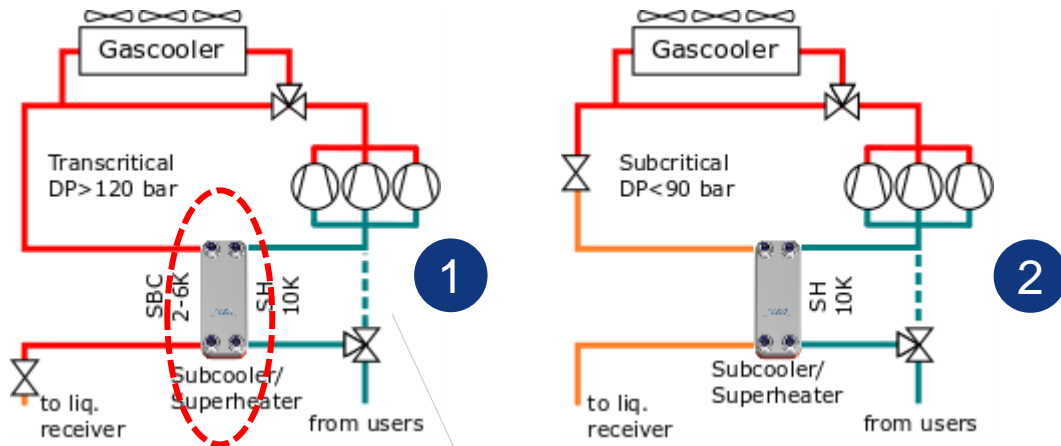 Gascooler
Transcritical
DP>120 bar
SBC
2-6K
SH
10K
Subcooler/
Superheater
to liq.
receiver
from users
1
Gascooler
Subcritical
DP<90 bar
SH
10K
Subcooler/
Superheater
to liq.
receiver
from users
2